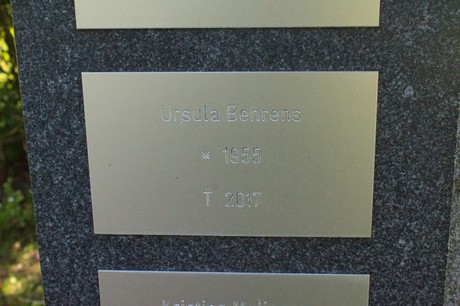 Ursula Behrens
* 1955
† 2017